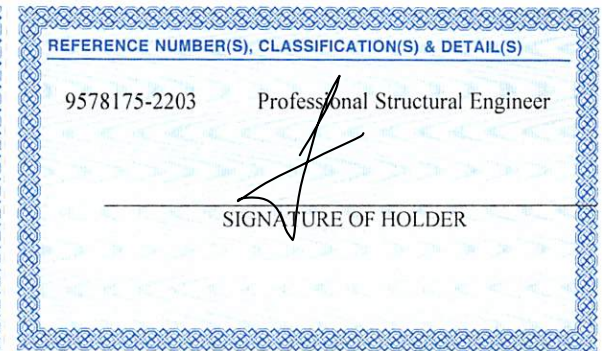 REFERENCE NUMBER(S), CLASSIFICATION(S) & DETAIL(S)
9578175-2203 Professional Structural Engineer
SIGNATURE OF HOLDER